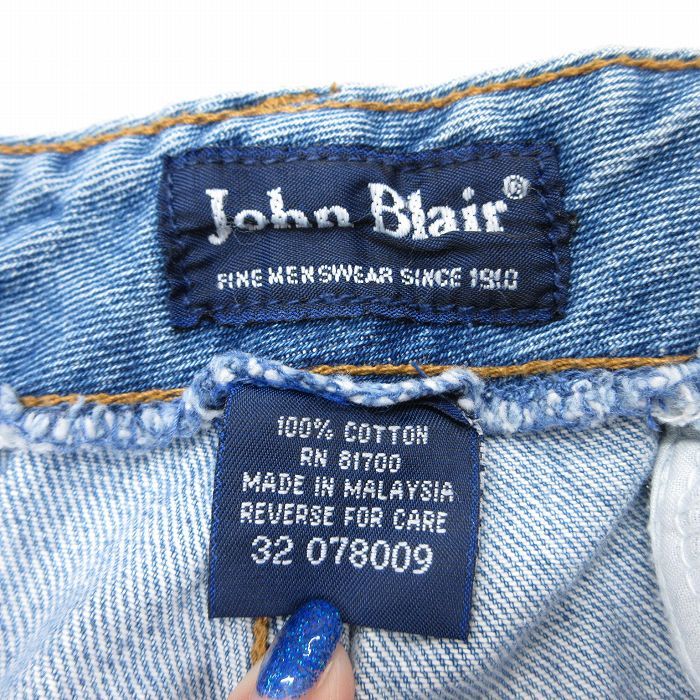 John Blair®
FINE MENSWEAR SINCE 1910
100% COTTON
RN 81700
MADE IN MALAYSIA
REVERSE FOR CARE
32 078009